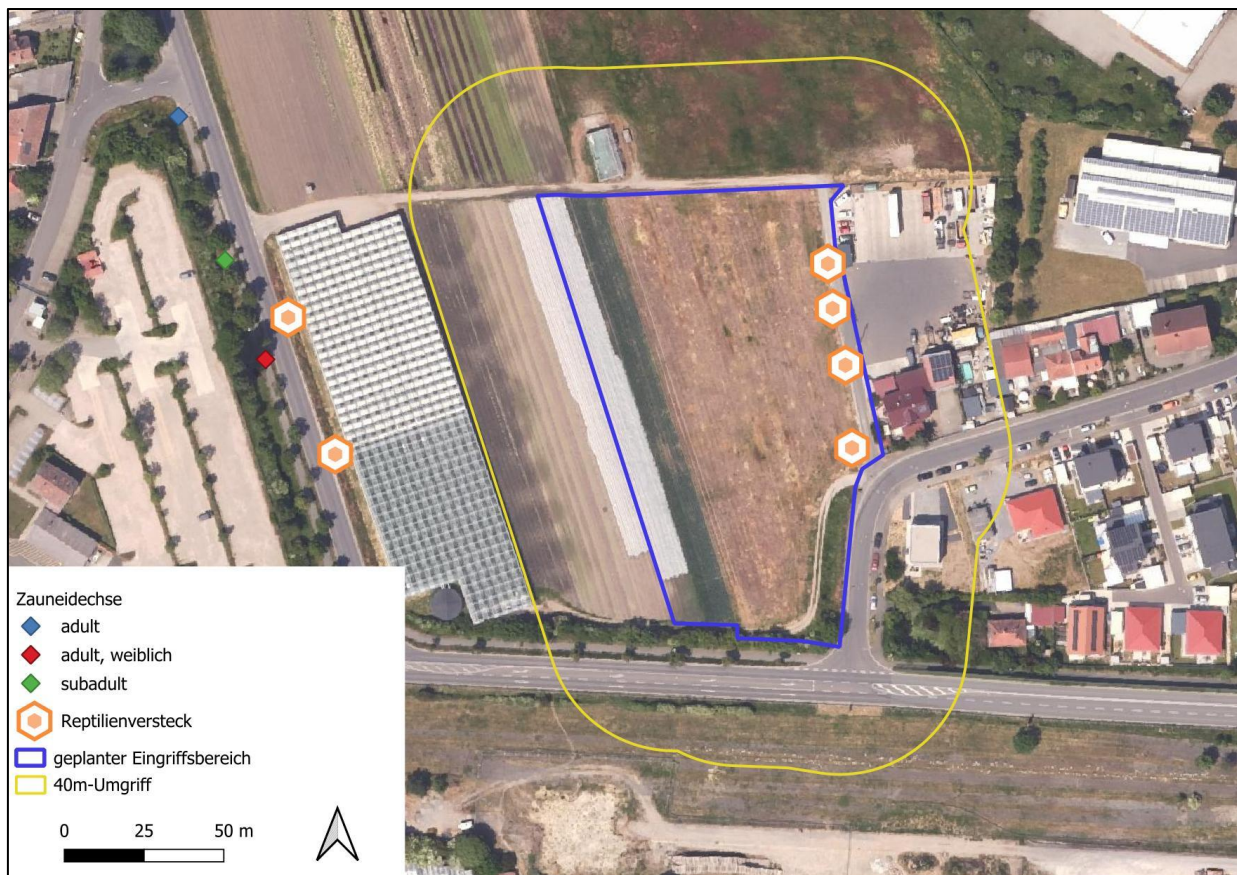 Zauneidechse
adult
adult, weiblich
subadult
Reptilienversteck
geplanter Eingriffsbereich
40m-Umgriff
0 25 50 m